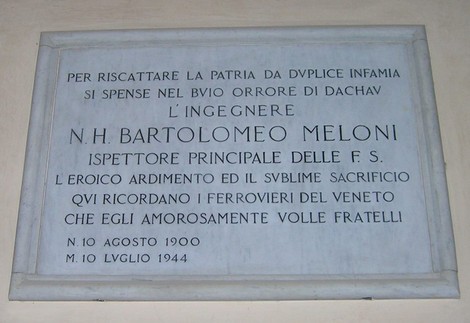 PER RISCATTARE LA PATRIA DA DVPLICE INFAMIA
SI SPENSE NEL BVIO ORRORE DI DACHAV
L'INGEGNERE
N.H. BARTOLOMEO MELONI
ISPETTORE PRINCIPALE DELLE F.S.
L'EROICO ARDIMENTO ED IL SVBLIME SACRIFICIO
QVI RICORDANO I FERROVIERI DEL VENETO
CHE EGLI AMOROSAMENTE VOLLE FRATELLI
N. 10 AGOSTO 1900
M. 10 LVGLIO 1944